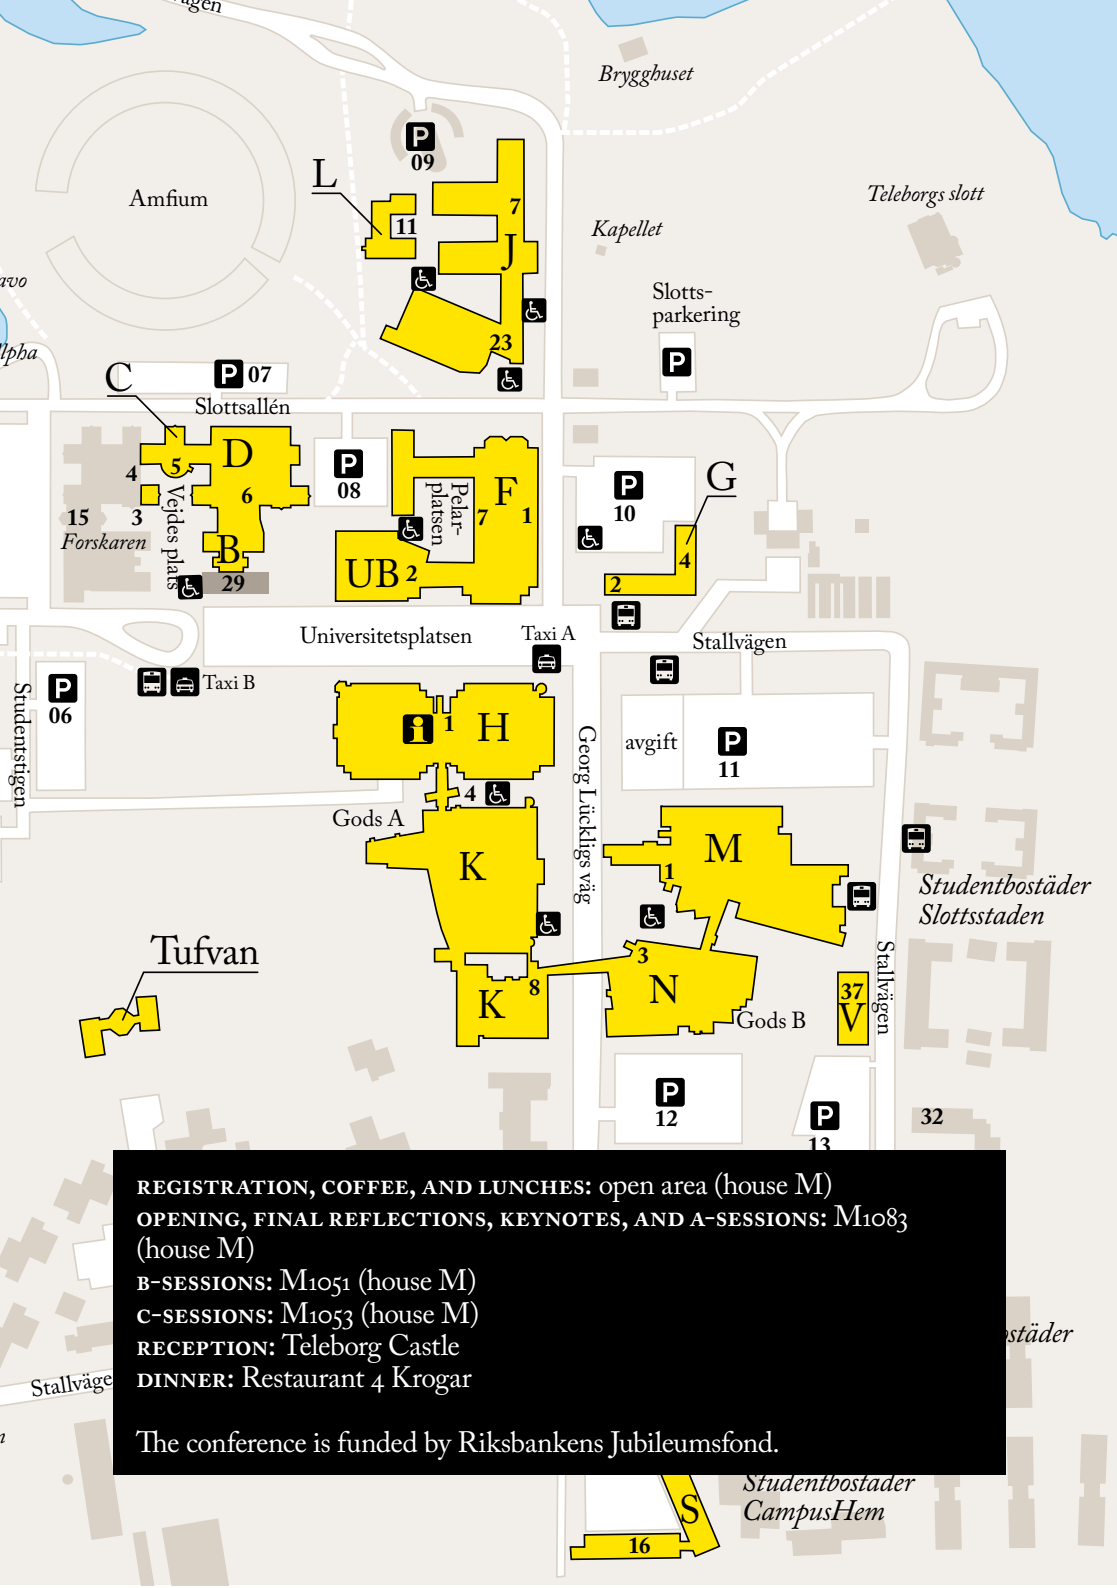 Brygghuset
P
09
L
7
Teleborgs slott
Amfium
11
Kapellet
J
Slotts-
parkering
23
P
C
P 07
Slottsallén
D
P
08
F
G
4
5
6
7
1
P
10
15
3
Vejdes plats
Pelar-
platsen
Forskaren
B
UB 2
4
29
2
Universitetsplatsen
Taxi A
Stallvägen
Taxi B
P
06
Studentstigen
i
1
H
Georg Lückligs väg
avgift
P
11
4
Gods A
K
M
1
Studentbostäder
Slottsstaden
Tufvan
Stallvägen
3
8
K
N
37
V
Gods B
P
12
P
13
32
REGISTRATION, COFFEE, AND LUNCHES: open area (house M)
OPENING, FINAL REFLECTIONS, KEYNOTES, AND A-SESSIONS: M1083
(house M)
B-SESSIONS: M1051 (house M)
C-SESSIONS: M1053 (house M)
RECEPTION: Teleborg Castle
DINNER: Restaurant 4 Krogar
The conference is funded by Riksbankens Jubileumsfond.
Studentbostäder
CampusHem
S
16